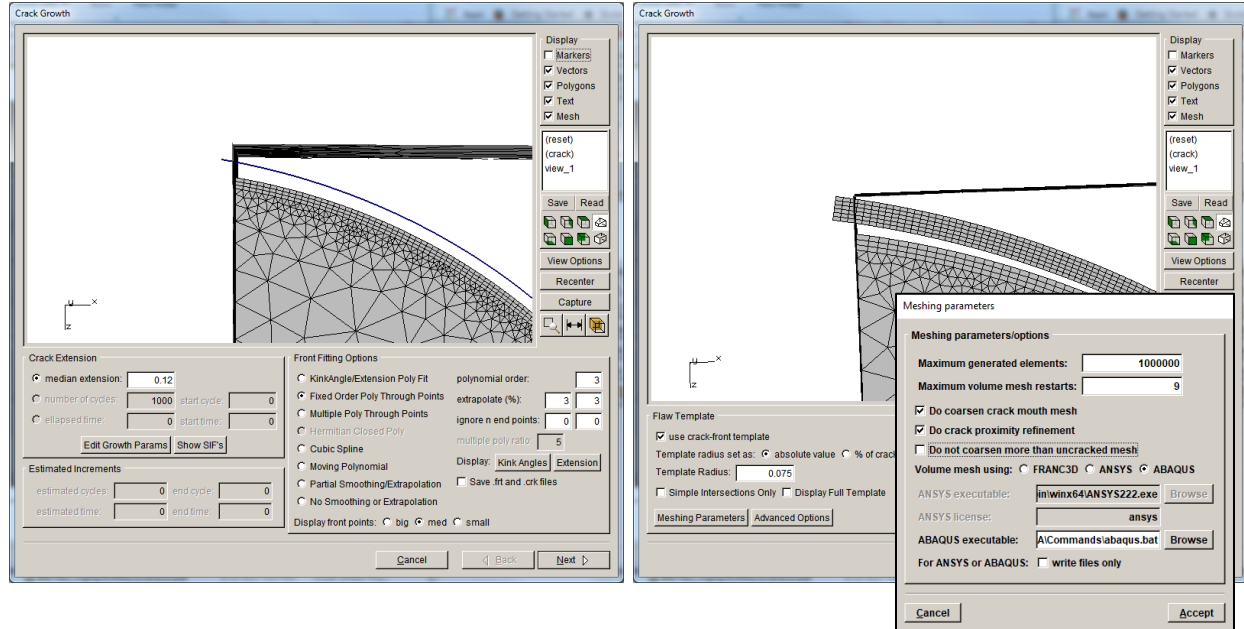 Crack Growth
Display
Markers
Vectors
Polygons
Text
Mesh
(reset)
(crack)
view_1
Save Read
View Options
Recenter
Capture
x
z
Crack Extension
median extension: 0.12
number of cycles: 1000 start cycle: 0
ellapsed time: 0 start time: 0
Edit Growth Params Show SIF's
Estimated Increments
estimated cycles: 0 end cycle: 0
estimated time: 0 end time: 0
Front Fitting Options
KinkAngle/Extension Poly Fit
Fixed Order Poly Through Points
Multiple Poly Through Points
Hermitian Closed Poly
Cubic Spline
Moving Polynomial
Partial Smoothing/Extrapolation
No Smoothing or Extrapolation
polynomial order: 3
extrapolate (%): 3 3
ignore n end points: 0 0
multiple poly ratio: 5
Display: Kink Angles Extension
Save .frt and .crk files
Display front points: big med small
Cancel Back Next
Crack Growth
Display
Markers
Vectors
Polygons
Text
Mesh
(reset)
(crack)
view_1
Save Read
View Options
Recenter
y x
z
Flaw Template
use crack-front template
Template radius set as: absolute value % of crac
Template Radius: 0.075
Simple Intersections Only Display Full Template
Meshing Parameters Advanced Options
Meshing parameters
Meshing parameters/options
Maximum generated elements: 1000000
Maximum volume mesh restarts: 9
Do coarsen crack mouth mesh
Do crack proximity refinement
Do not coarsen more than uncracked mesh
Volume mesh using: FRANC3D ANSYS ABAQUS
ANSYS executable: in\winx64\ANSYS222.exe Browse
ANSYS license: ansys
ABAQUS executable: A\Commands\abaqus.bat Browse
For ANSYS or ABAQUS: write files only
Cancel Accept